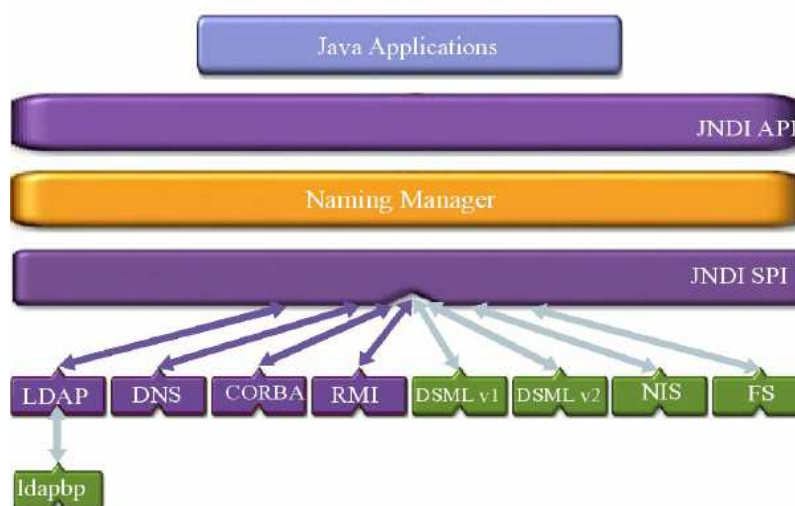 Java Applications
JNDI API
Naming Manager
JNDI SPI
LDAP DNS CORBA RMI DSML v1 DSML v2 NIS FS
ldapbp